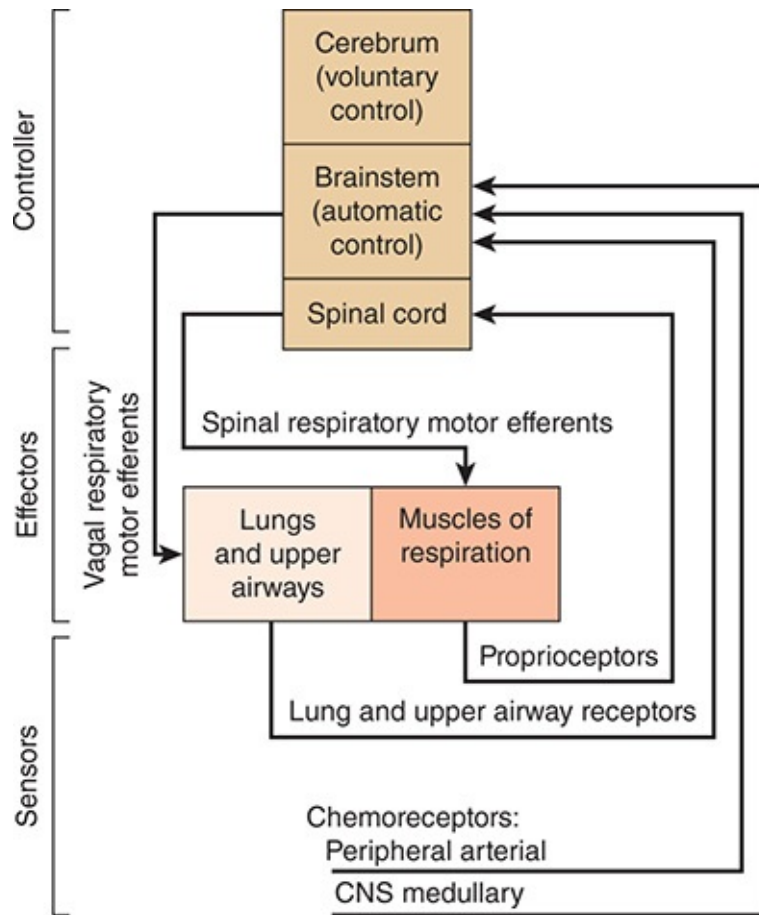 Controller
Cerebrum
(voluntary
control)
Brainstem
(automatic
control)
Spinal cord
Effectors
Vagal respiratory
motor efferents
Spinal respiratory motor efferents
Lungs
and upper
airways
Muscles of
respiration
Sensors
Proprioceptors
Lung and upper airway receptors
Chemoreceptors:
Peripheral arterial
CNS medullary